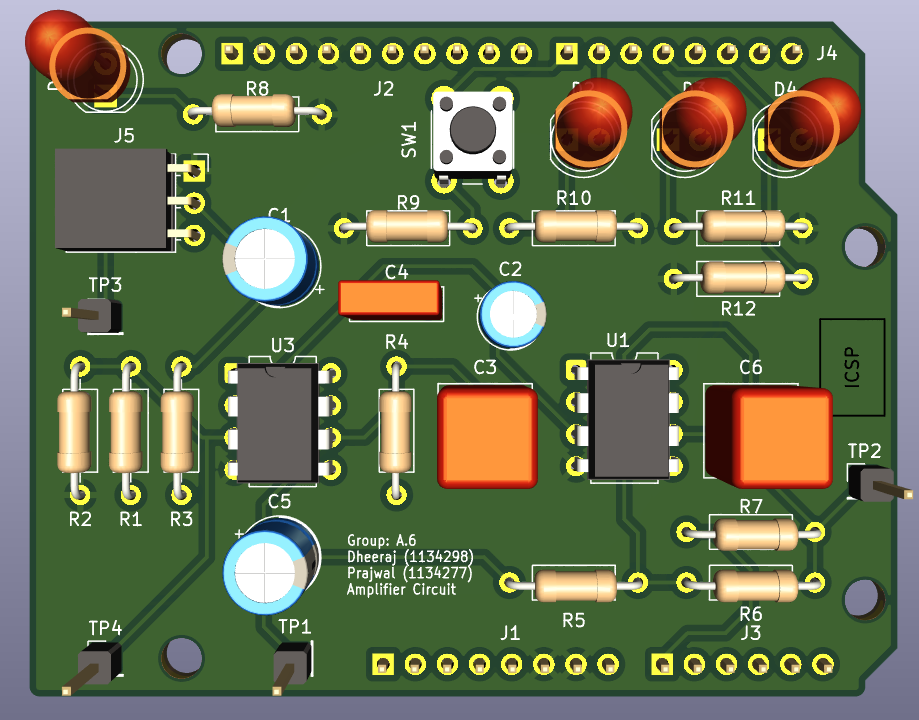 J4
R8
J2
J5
SW1
D4
R9
R10
R11
C1
TP3
C4
C2
R12
U3
R4
U1
C3
C6
ICSP
TP2
R2
R1
R3
C5
R7
Group: A.6
Dheeraj (1134298)
Prajwal (1134277)
Amplifier Circuit
R5
R6
TP4
TP1
J1
J3